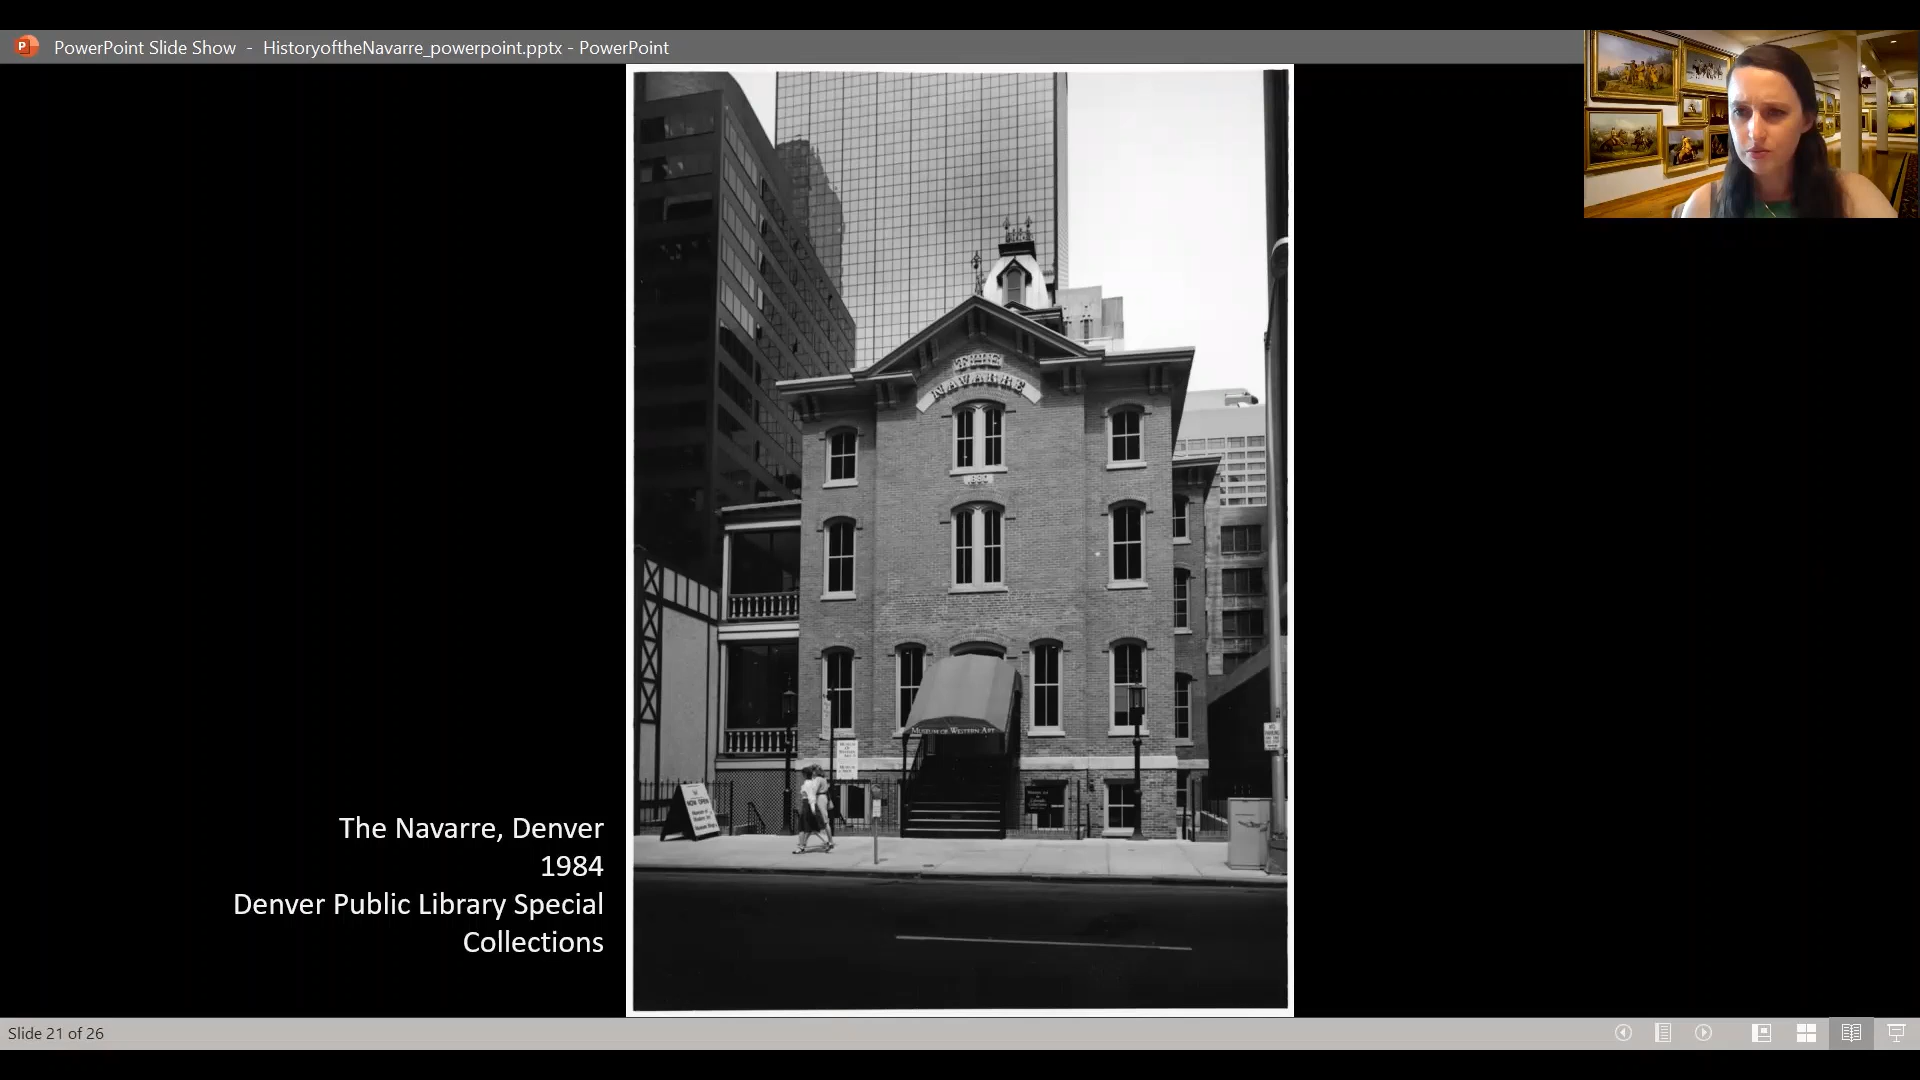 P
PowerPoint Slide Show - HistoryoftheNavarre_powerpoint.pptx - PowerPoint
THE
NAVARRE
1880
MUSEUM OF WESTERN ART
NOW OPEN
The Navarre, Denver
1984
Denver Public Library Special
Collections
Slide 21 of 26